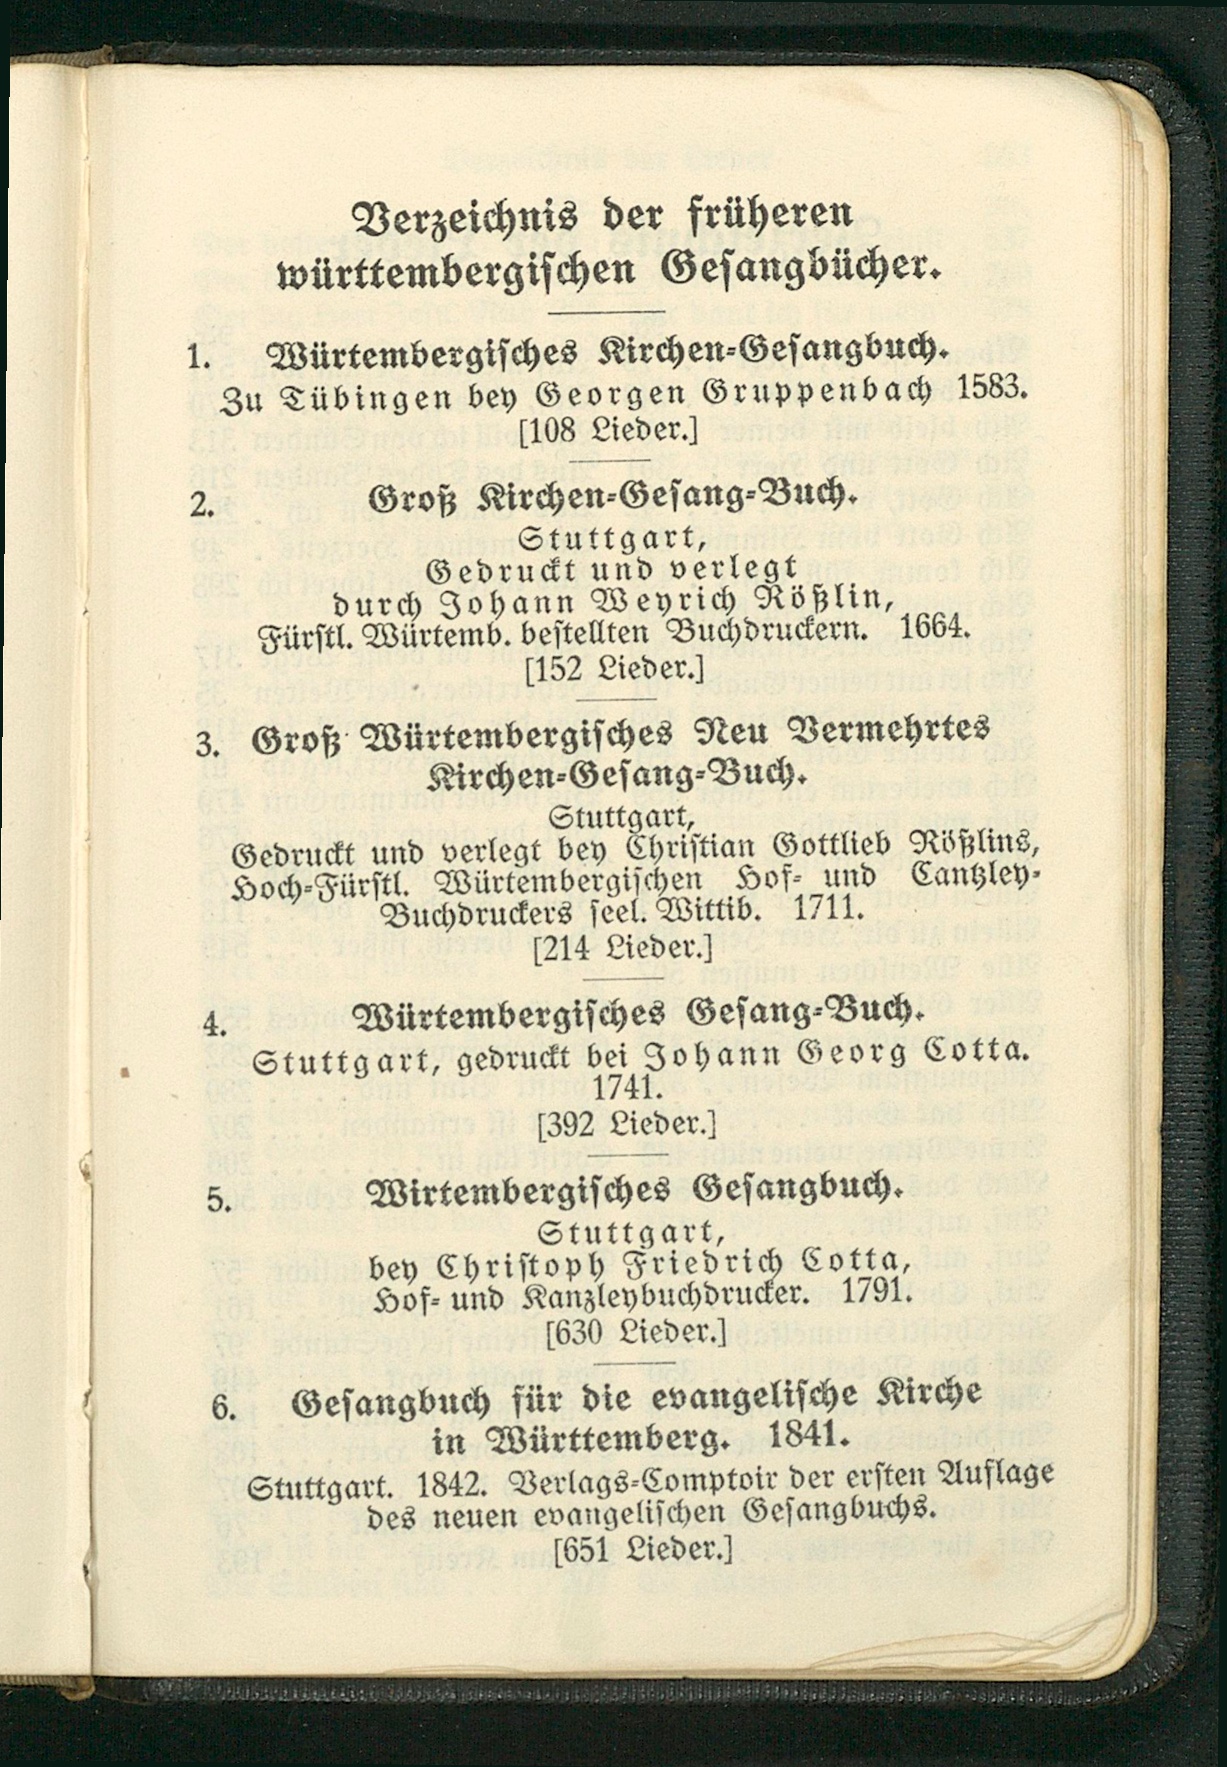 Verzeichnis der früheren
württembergischen Gesangbücher.
1. Würtembergisches Kirchen-Gesangbuch.
Zu Tübingen bey Georgen Gruppenbach 1583.
[108 Lieder.]
2. Groß Kirchen-Gesang-Buch.
Stuttgart,
Gedruckt und verlegt
durch Johann Weyrich Rößlin,
Fürstl. Würtemb. bestellten Buchdruckern. 1664.
[152 Lieder.]
3. Groß Würtembergisches Neu Vermehrtes
Kirchen-Gesang-Buch.
Stuttgart,
Gedruckt und verlegt bey Christian Gottlieb Rößlins,
Hoch-Fürstl. Würtembergischen Hof- und Cantzley-
Buchdruckers seel. Wittib. 1711.
[214 Lieder.]
4. Würtembergisches Gesang-Buch.
Stuttgart, gedruckt bei Johann Georg Cotta.
1741.
[392 Lieder.]
5. Wirtembergisches Gesangbuch.
Stuttgart,
bey Christoph Friedrich Cotta,
Hof- und Kanzleybuchdrucker. 1791.
[630 Lieder.]
6. Gesangbuch für die evangelische Kirche
in Württemberg. 1841.
Stuttgart. 1842. Verlags-Comptoir der ersten Auflage
des neuen evangelischen Gesangbuchs.
[651 Lieder.]